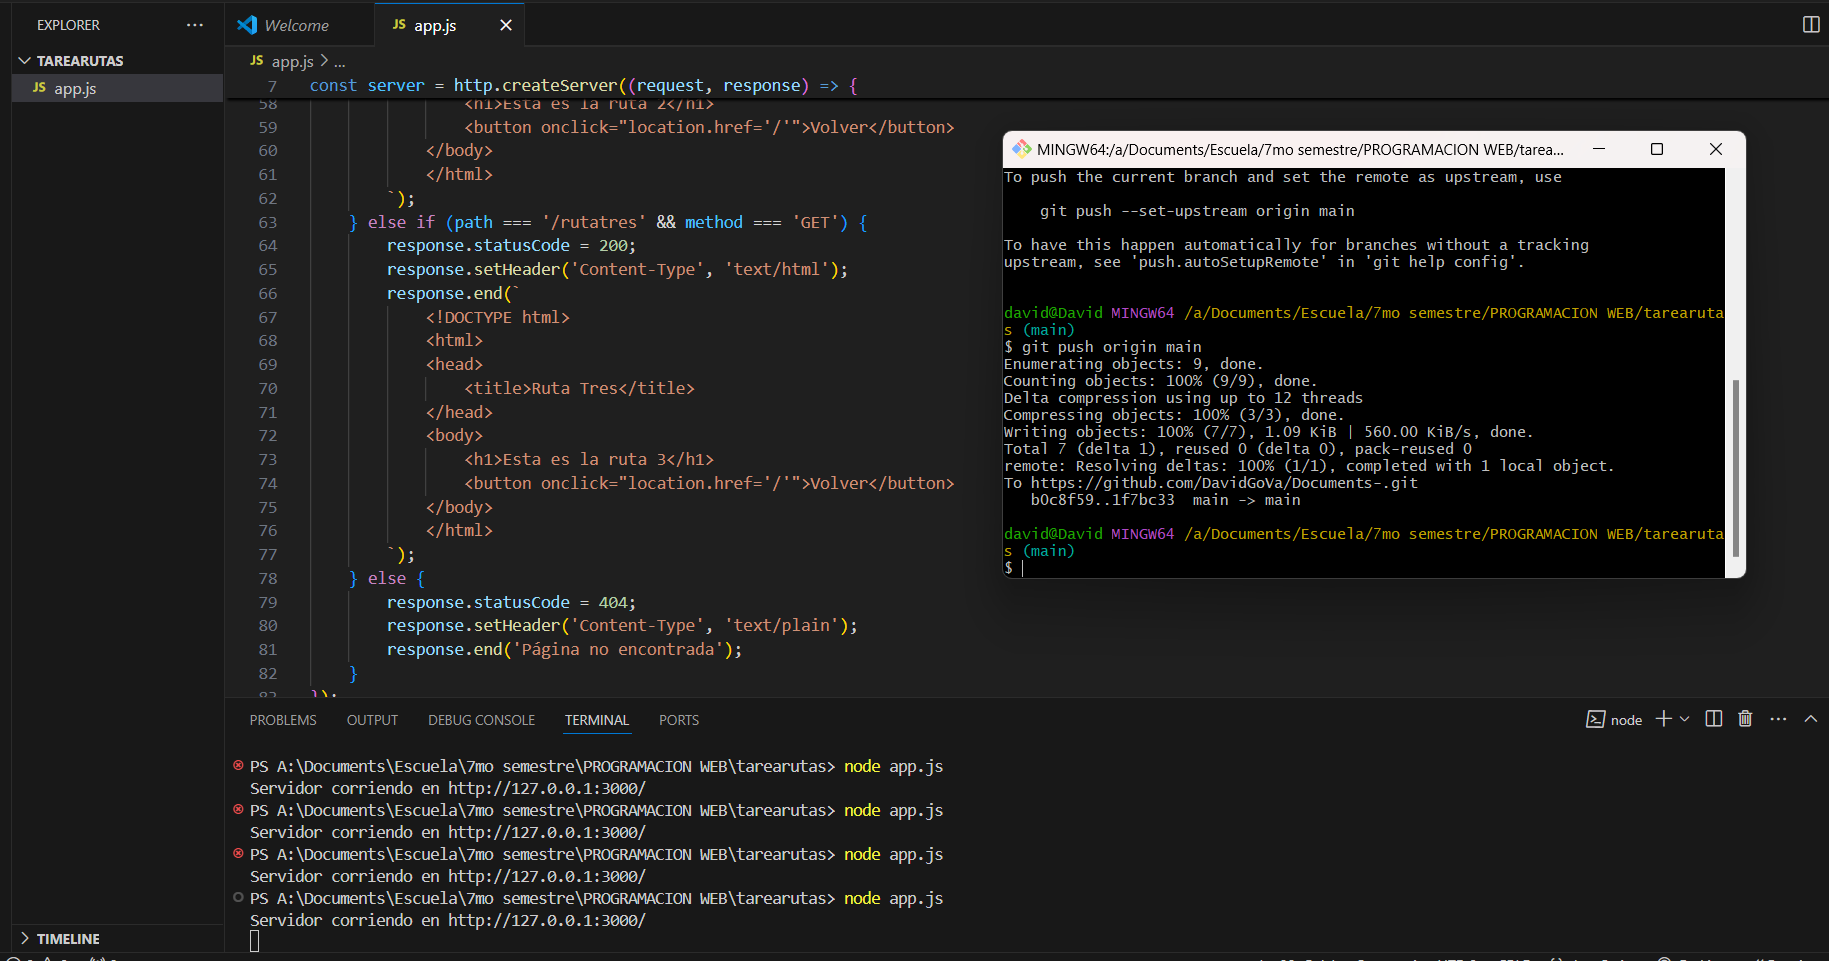 EXPLORER
TAREARUTAS
JS app.js
TIMELINE
Welcome
JS app.js
JS app.js > ...
7 const server = http.createServer((request, response) => {
58 <h1>Esta es la ruta 2</h1>
59 <button onclick="location.href='/'">Volver</button>
60 </body>
61 </html>
62 `);
63 } else if (path === '/rutatres' && method === 'GET') {
64 response.statusCode = 200;
65 response.setHeader('Content-Type', 'text/html');
66 response.end(`
67 <!DOCTYPE html>
68 <html>
69 <head>
70 <title>Ruta Tres</title>
71 </head>
72 <body>
73 <h1>Esta es la ruta 3</h1>
74 <button onclick="location.href='/'">Volver</button>
75 </body>
76 </html>
77 `);
78 } else {
79 response.statusCode = 404;
80 response.setHeader('Content-Type', 'text/plain');
81 response.end('Página no encontrada');
82 }
83 });
MINGW64:/a/Documents/Escuela/7mo semestre/PROGRAMACION WEB/tarea...
To push the current branch and set the remote as upstream, use
git push --set-upstream origin main
To have this happen automatically for branches without a tracking
upstream, see 'push.autoSetupRemote' in 'git help config'.
david@David MINGW64 /a/Documents/Escuela/7mo semestre/PROGRAMACION WEB/tarearuta
s (main)
$ git push origin main
Enumerating objects: 9, done.
Counting objects: 100% (9/9), done.
Delta compression using up to 12 threads
Compressing objects: 100% (3/3), done.
Writing objects: 100% (7/7), 1.09 KiB | 560.00 KiB/s, done.
Total 7 (delta 1), reused 0 (delta 0), pack-reused 0
remote: Resolving deltas: 100% (1/1), completed with 1 local object.
To https://github.com/DavidGoVa/Documents-.git
b0c8f59..1f7bc33 main -> main
david@David MINGW64 /a/Documents/Escuela/7mo semestre/PROGRAMACION WEB/tarearuta
s (main)
$
PROBLEMS OUTPUT DEBUG CONSOLE TERMINAL PORTS
node
PS A:\Documents\Escuela\7mo semestre\PROGRAMACION WEB\tarearutas> node app.js
Servidor corriendo en http://127.0.0.1:3000/
PS A:\Documents\Escuela\7mo semestre\PROGRAMACION WEB\tarearutas> node app.js
Servidor corriendo en http://127.0.0.1:3000/
PS A:\Documents\Escuela\7mo semestre\PROGRAMACION WEB\tarearutas> node app.js
Servidor corriendo en http://127.0.0.1:3000/
PS A:\Documents\Escuela\7mo semestre\PROGRAMACION WEB\tarearutas> node app.js
Servidor corriendo en http://127.0.0.1:3000/